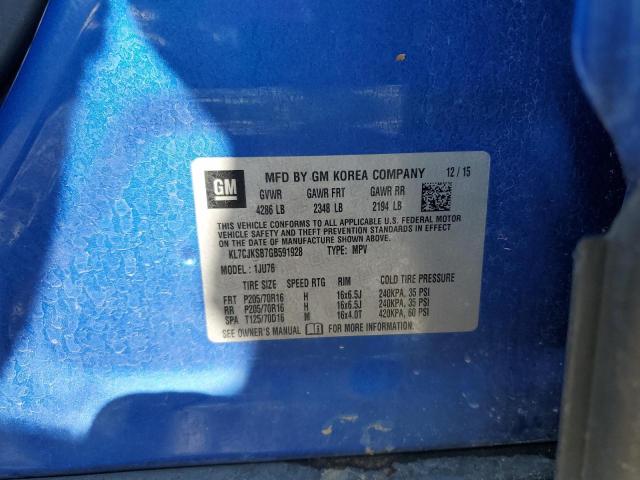 GM MFD BY GM KOREA COMPANY 12/15
GVWR GAWR FRT GAWR RR
4286 LB 2348 LB 2194 LB
THIS VEHICLE CONFORMS TO ALL APPLICABLE U.S. FEDERAL MOTOR
VEHICLE SAFETY AND THEFT PREVENTION STANDARDS IN EFFECT
ON THE DATE OF MANUFACTURE SHOWN ABOVE.
KL7CJKSB7GB591928 TYPE: MPV
MODEL: 1JU76
TIRE SIZE SPEED RTG RIM COLD TIRE PRESSURE
FRT P205/70R16 H 16x6.5J 240KPA, 35 PSI
RR P205/70R16 H 16x6.5J 240KPA, 35 PSI
SPA T125/70D16 M 16x4.0T 420KPA, 60 PSI
SEE OWNER'S MANUAL FOR MORE INFORMATION.